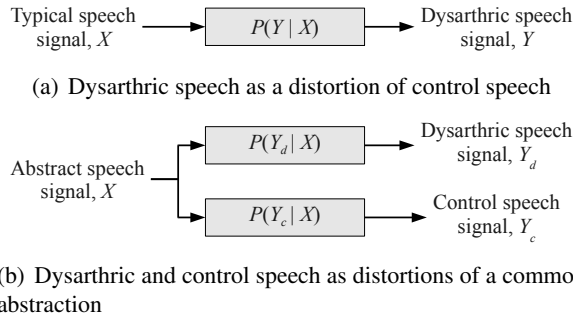 Typical speech
signal, X
P(Y | X)
Dysarthric speech
signal, Y
(a) Dysarthric speech as a distortion of control speech
Abstract speech
signal, X
P(Y_d | X)
Dysarthric speech
signal, Y_d
P(Y_c | X)
Control speech
signal, Y_c
(b) Dysarthric and control speech as distortions of a commo
abstraction